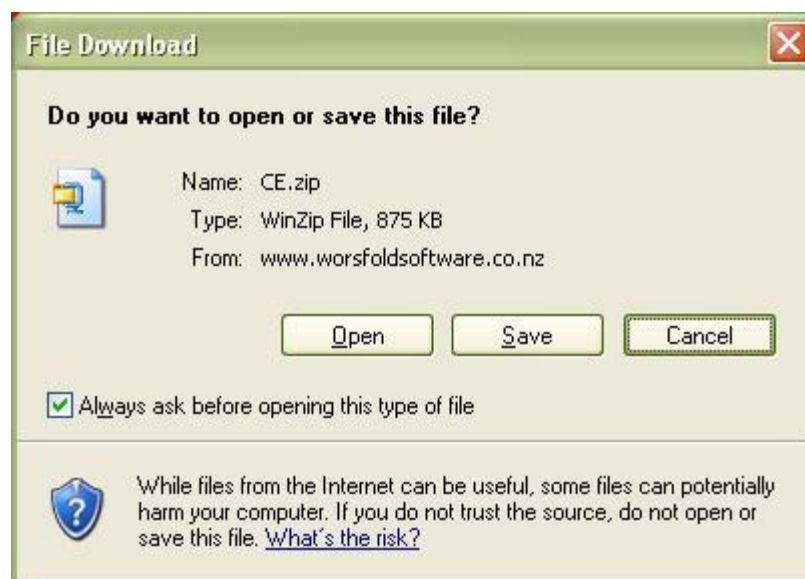 File Download
Do you want to open or save this file?
Name: CE.zip
Type: WinZip File, 875 KB
From: www.worsfoldsoftware.co.nz
Open Save Cancel
Always ask before opening this type of file
While files from the Internet can be useful, some files can potentially
harm your computer. If you do not trust the source, do not open or
save this file. What's the risk?